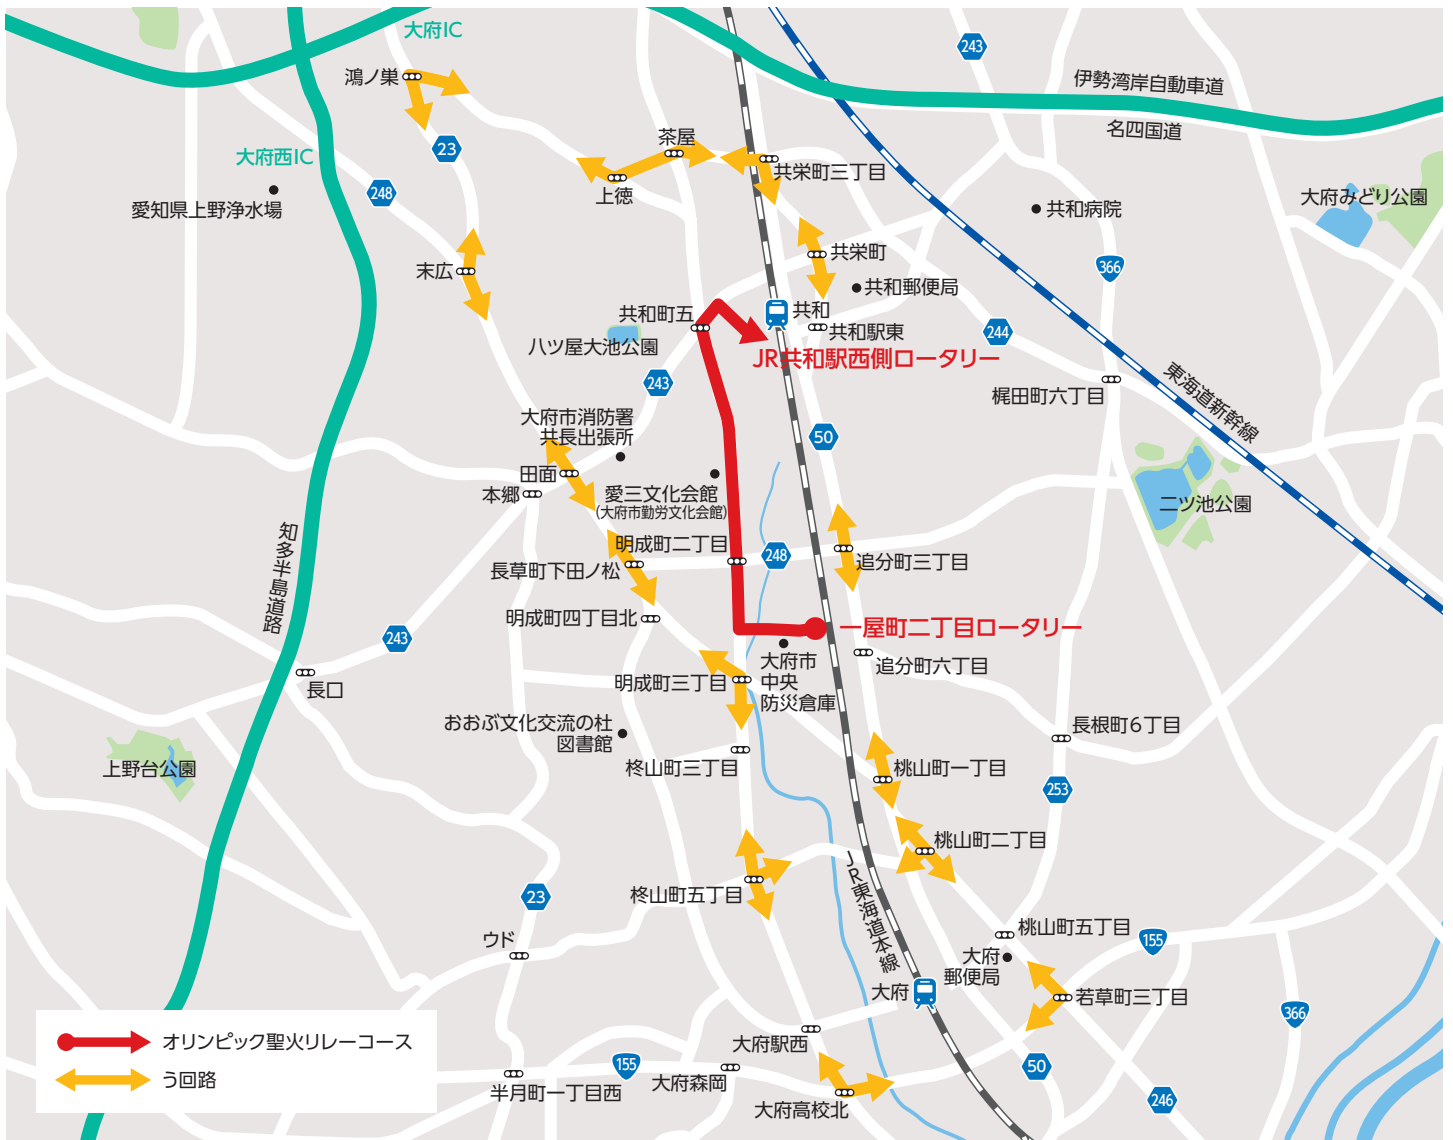 大府IC
243
鴻ノ巣
伊勢湾岸自動車道
23
茶屋
名四国道
大府西IC
248
上徳
共栄町三丁目
愛知県上野浄水場
共和病院
大府みどり公園
末広
共栄町
366
共和郵便局
共和町五
共和
共和駅東
244
八ツ屋大池公園
JR共和駅西側ロータリー
243
梶田町六丁目
東海道新幹線
大府市消防署
共長出張所
50
田面
本郷
愛三文化会館
(大府市勤労文化会館)
二ツ池公園
知多半島道路
明成町二丁目
248
長草町下田ノ松
追分町三丁目
明成町四丁目北
243
一屋町二丁目ロータリー
大府市
中央
防災倉庫
追分町六丁目
明成町三丁目
長口
おおぶ文化交流の杜
図書館
長根町6丁目
上野台公園
柊山町三丁目
桃山町一丁目
253
桃山町二丁目
柊山町五丁目
23
JR東海道本線
桃山町五丁目
155
ウド
大府
郵便局
大府
若草町三丁目
366
オリンピック聖火リレーコース
大府駅西
う回路
155
大府森岡
50
半月町一丁目西
大府高校北
246